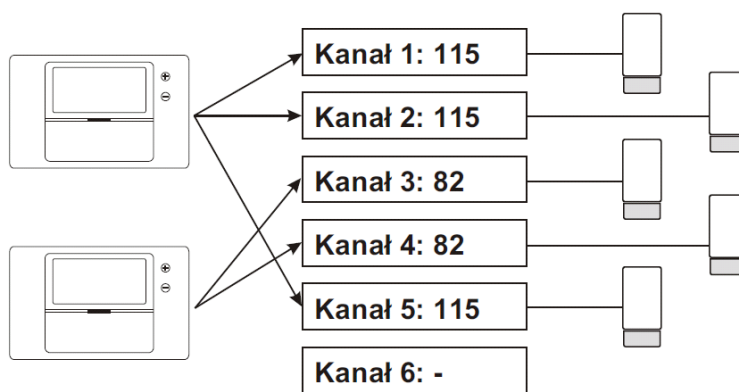 Kanał 1: 115
Kanał 2: 115
Kanał 3: 82
Kanał 4: 82
Kanał 5: 115
Kanał 6: -